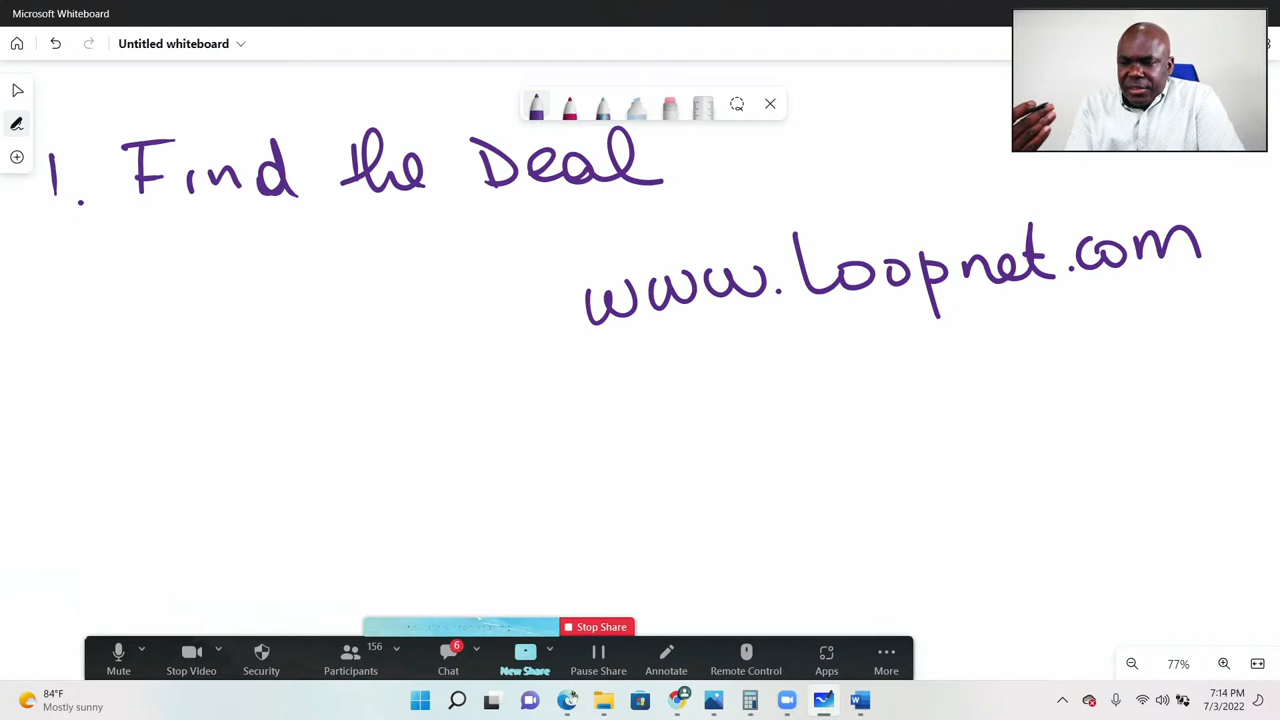 Microsoft Whiteboard
Untitled whiteboard
1. Find the Deal
www.loopnet.com
Stop Share
156
6
Mute
Stop Video
Security
Participants
Chat
New Share
Pause Share
Annotate
Remote Control
Apps
More
77%
84°F
Mostly sunny
7:14 PM
7/3/2022